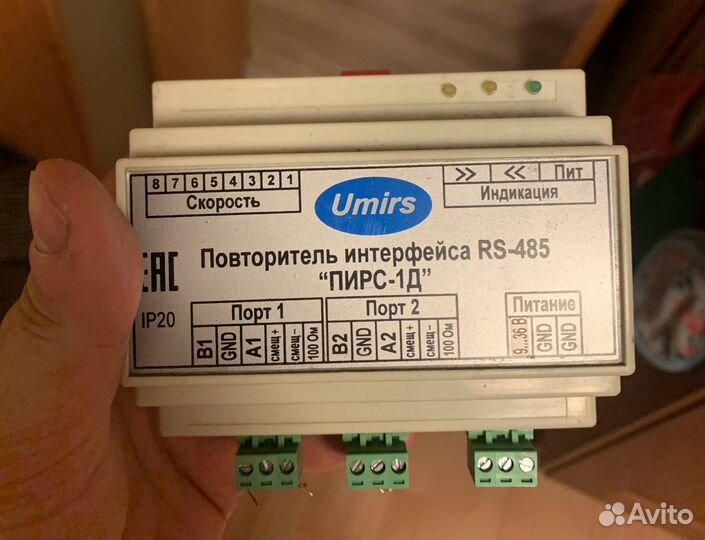 8 7 6 5 4 3 2 1
Скорость
Umirs
>> << Пит
Индикация
Повторитель интерфейса RS-485
“ПИРС-1Д”
EAC
IP20
Порт 1
B1 GND A1 смещ+ смещ- 100 Ом
Порт 2
B2 GND A2 смещ+ смещ- 100 Ом
Питание
9...36 В GND GND
Avito